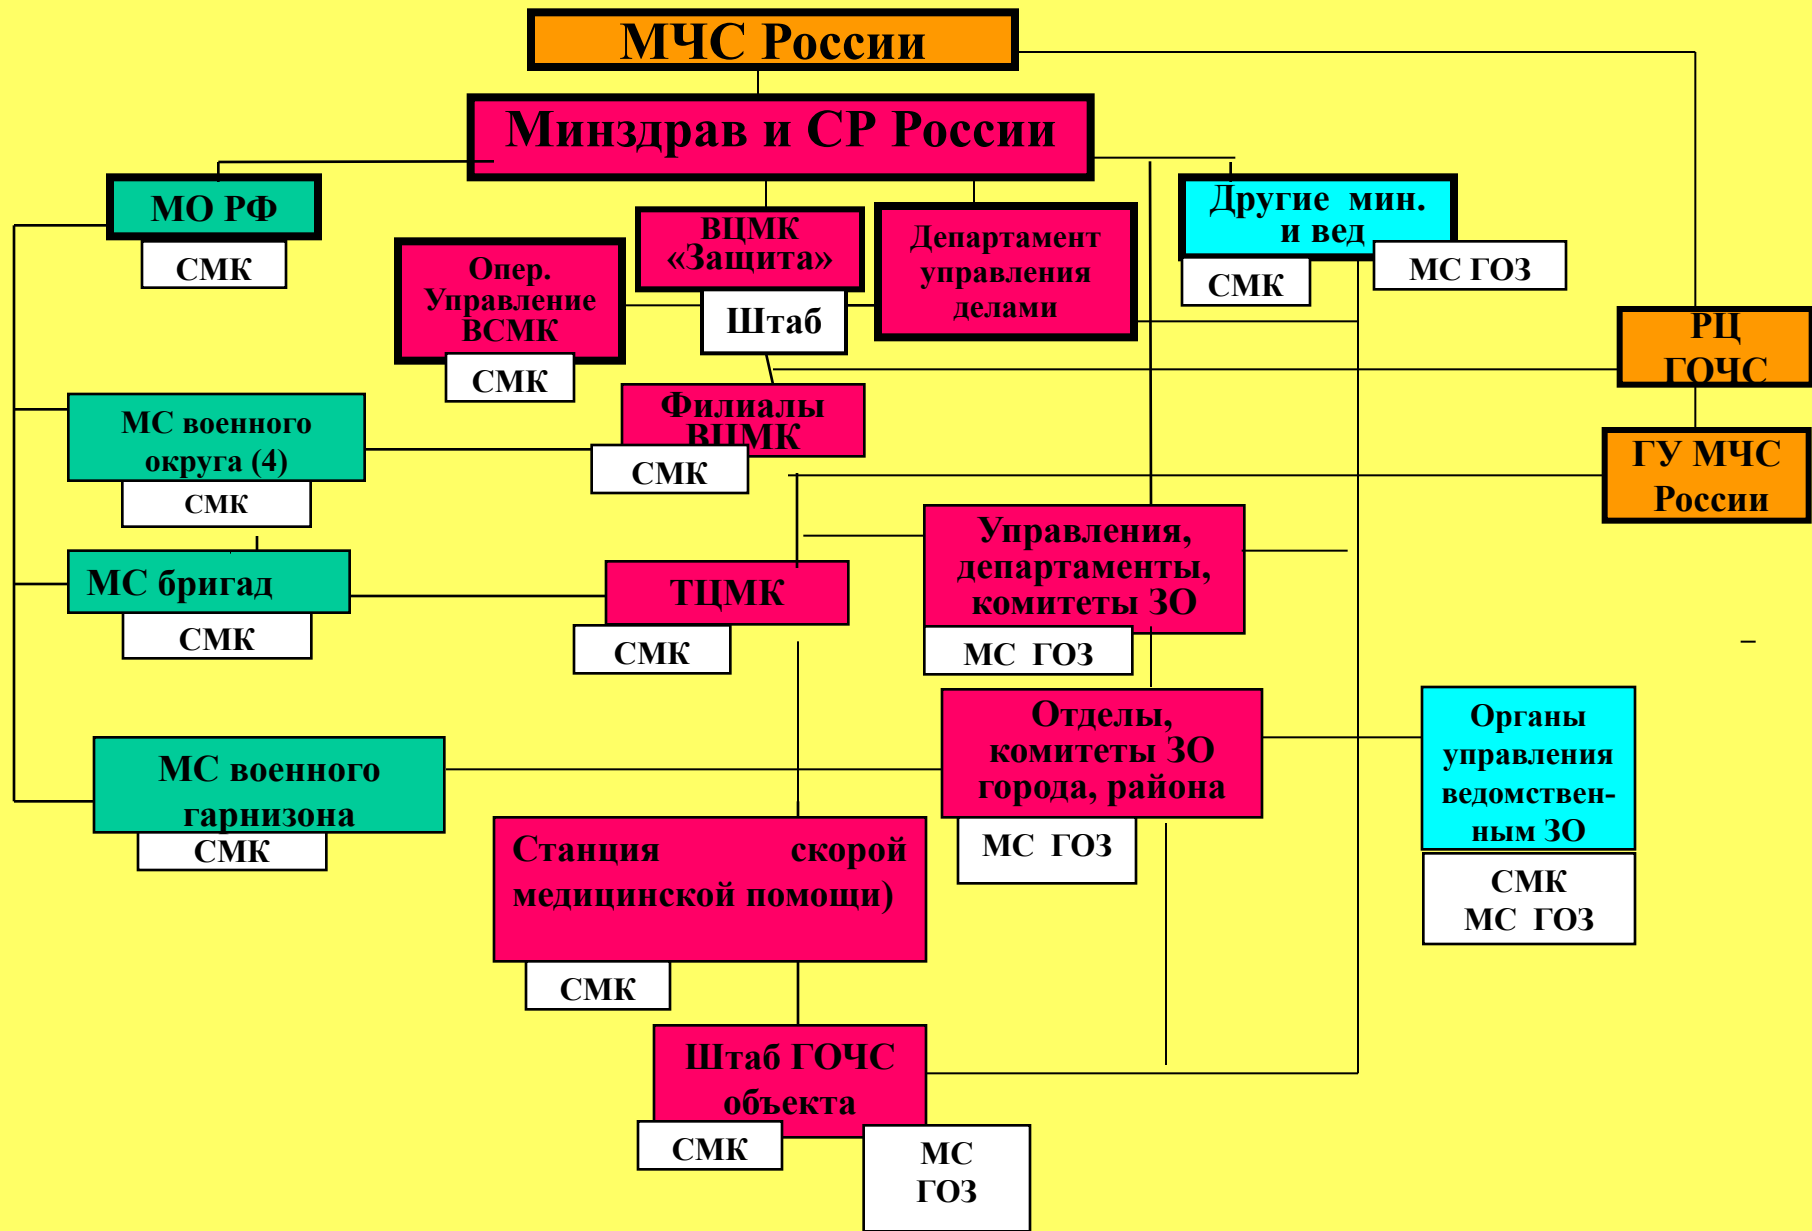 МЧС России
Минздрав и СР России
МО РФ
СМК
Опер.
Управление
ВСМК
СМК
ВЦМК
«Защита»
Штаб
Департамент
управления
делами
Другие мин.
и вед
СМК
МС ГОЗ
РЦ
ГОЧС
Филиалы
ВЦМК
СМК
МС военного
округа (4)
СМК
ГУ МЧС
России
МС бригад
СМК
ТЦМК
СМК
Управления,
департаменты,
комитеты ЗО
МС ГОЗ
–
Отделы,
комитеты ЗО
города, района
МС ГОЗ
Органы
управления
ведомствен-
ным ЗО
СМК
МС ГОЗ
МС военного
гарнизона
СМК
Станция скорой
медицинской помощи)
СМК
Штаб ГОЧС
объекта
СМК
МС
ГОЗ